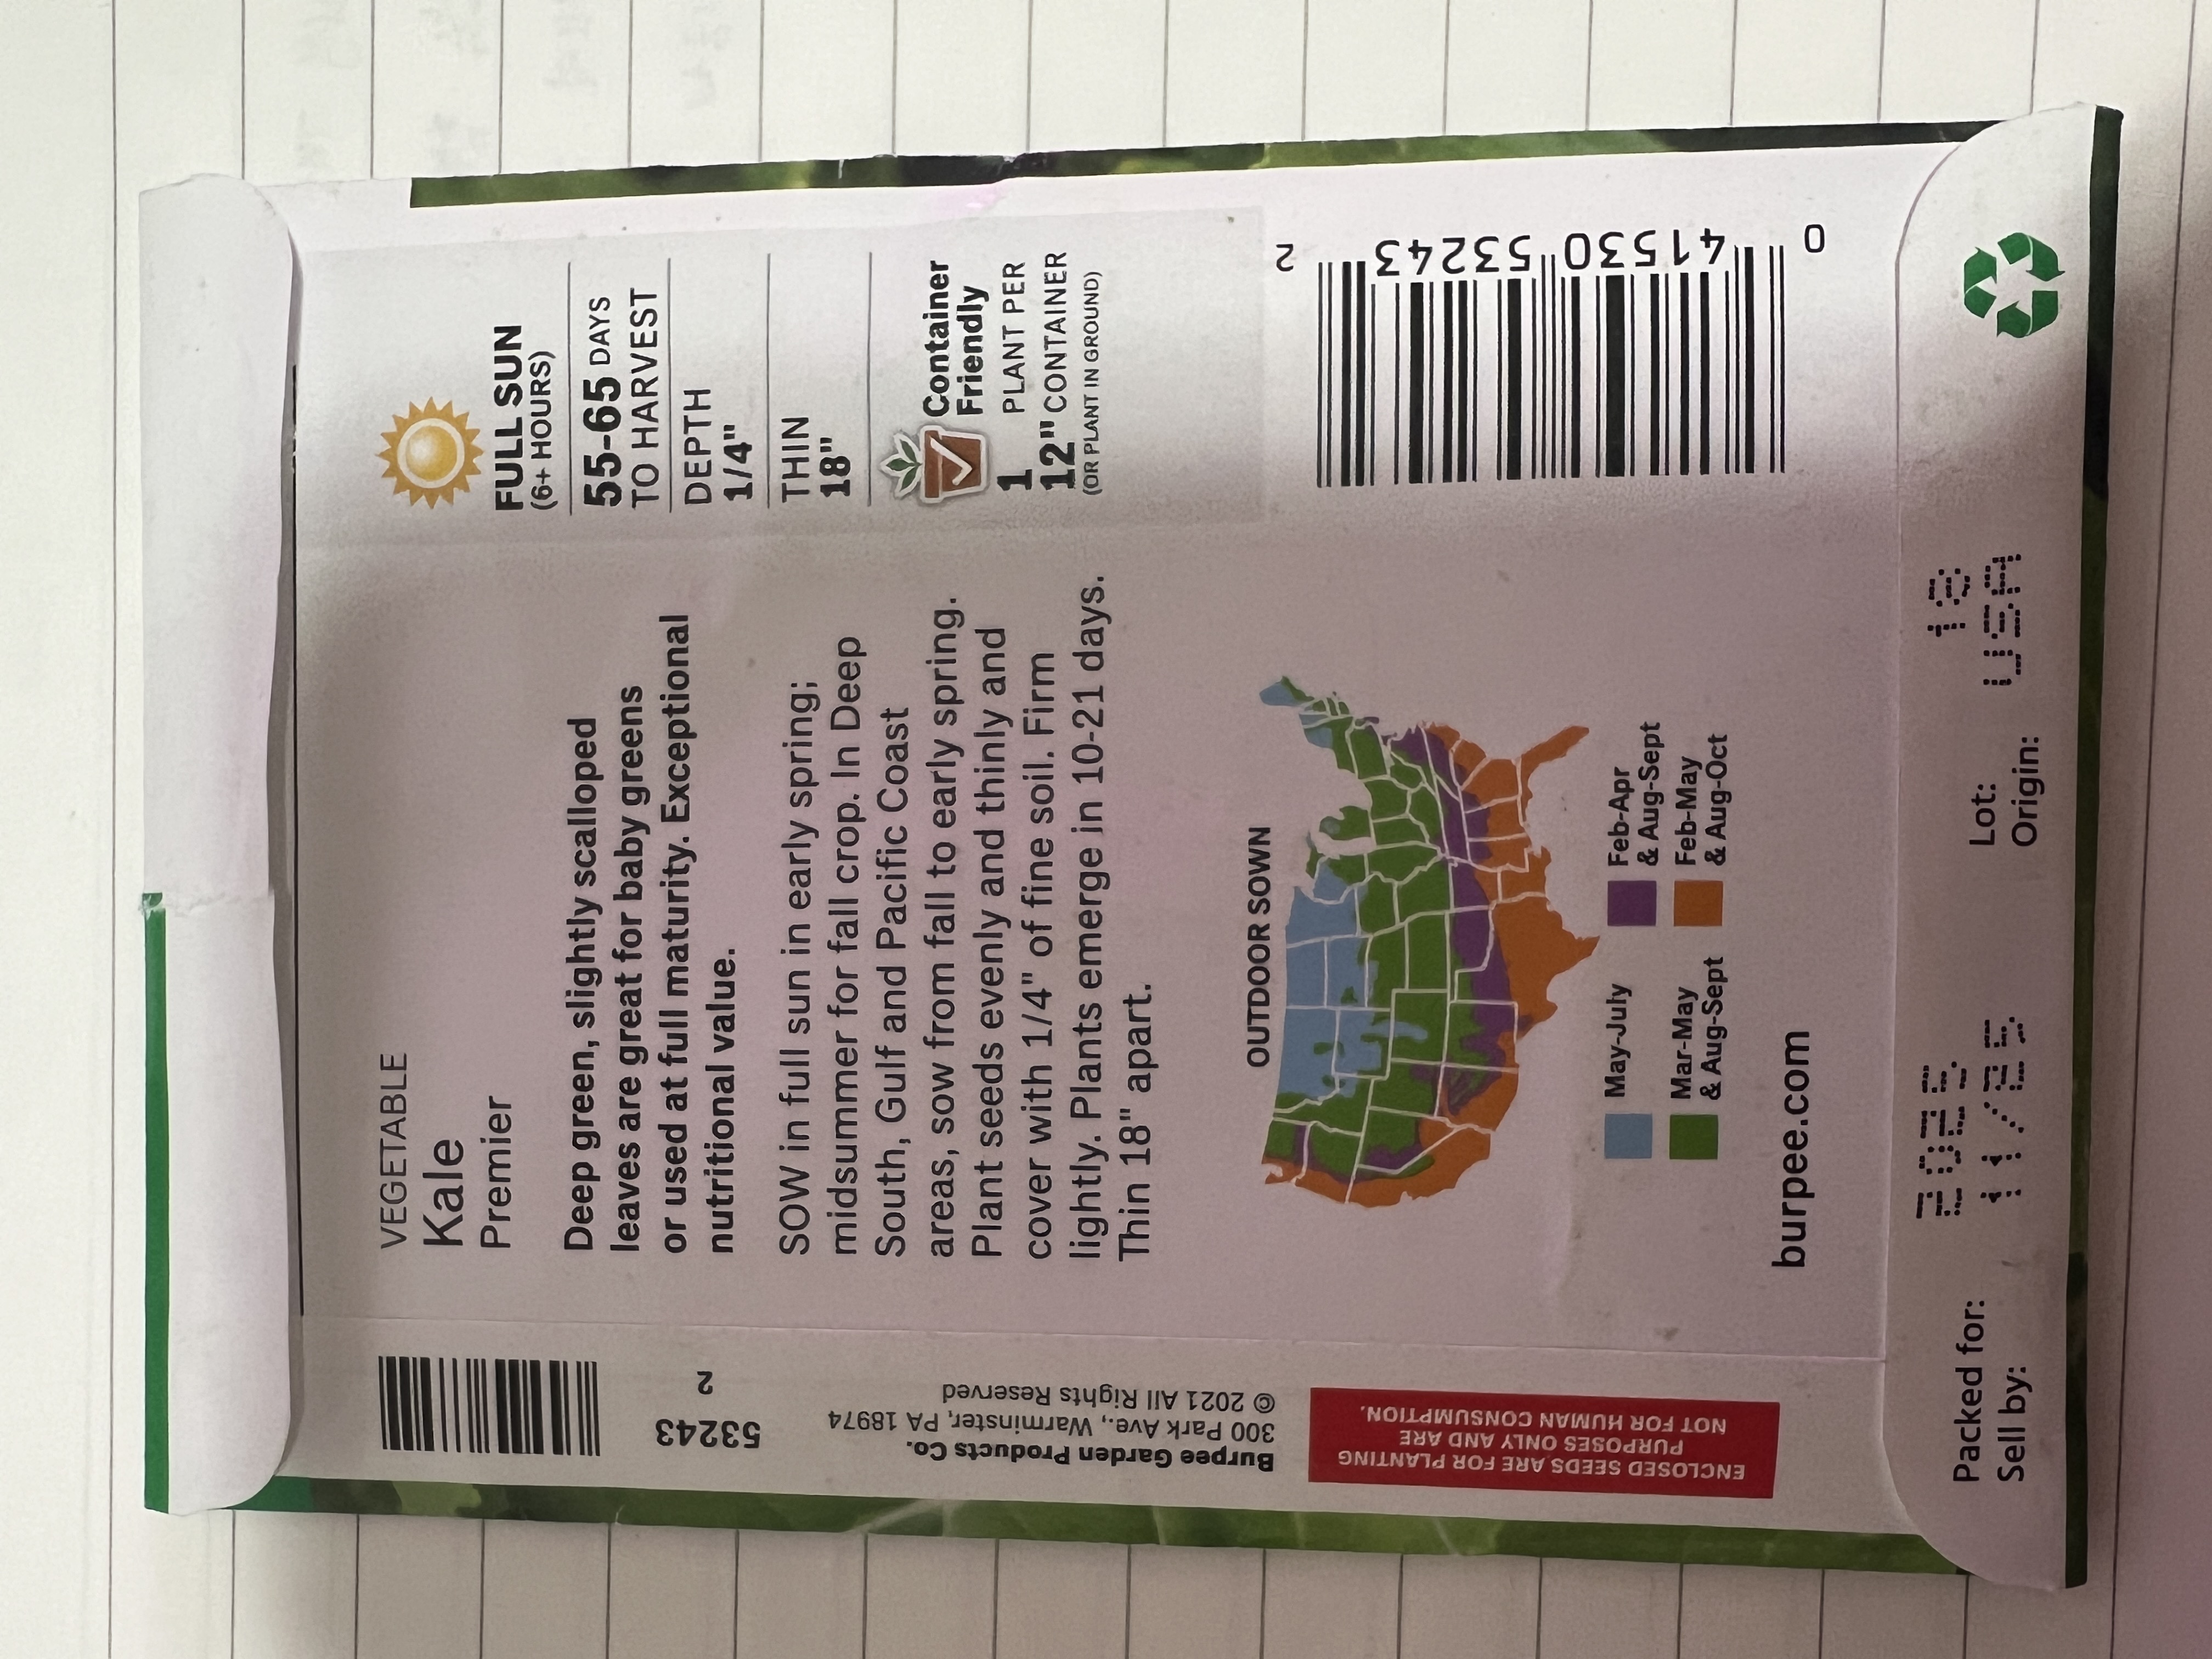 VEGETABLE
Kale
Premier
Deep green, slightly scalloped
leaves are great for baby greens
or used at full maturity. Exceptional
nutritional value.
SOW in full sun in early spring;
midsummer for fall crop. In Deep
South, Gulf and Pacific Coast
areas, sow from fall to early spring.
Plant seeds evenly and thinly and
cover with 1/4" of fine soil. Firm
lightly. Plants emerge in 10-21 days.
Thin 18" apart.
OUTDOOR SOWN
May-July
Mar-May
& Aug-Sept
Feb-Apr
& Aug-Sept
Feb-May
& Aug-Oct
burpee.com
FULL SUN
(6+ HOURS)
55-65 DAYS
TO HARVEST
DEPTH
1/4"
THIN
18"
Container
Friendly
1 PLANT PER
12" CONTAINER
(OR PLANT IN GROUND)
0 41530 53243 2
53243
2
Burpee Garden Products Co.
300 Park Ave., Warminster, PA 18974
© 2021 All Rights Reserved
ENCLOSED SEEDS ARE FOR PLANTING
PURPOSES ONLY AND ARE
NOT FOR HUMAN CONSUMPTION.
Packed for: 2025
Sell by: 11/25
Lot: 18
Origin: USA